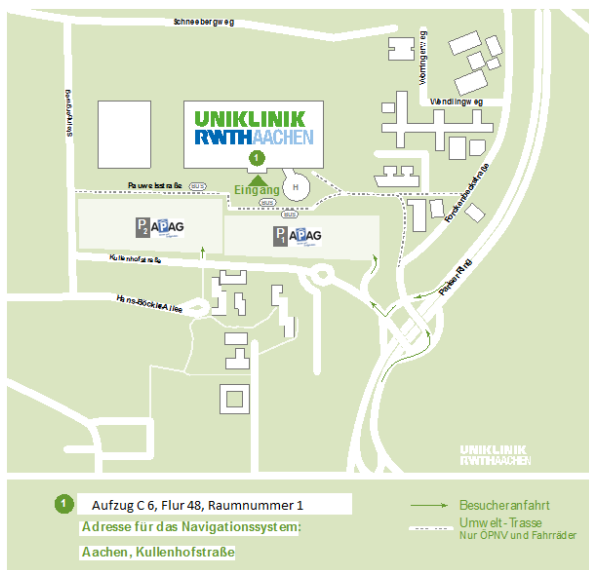 Schneebergweg
Steinbergweg
Worringerweg
Wendlingweg
UNIKLINIK
RWTHAACHEN
1
Eingang
H
Pauwelsstraße
BUS
BUS
BUS
Forckenbeckstraße
P2 APAG
P1 APAG
Kullenhofstraße
Pariser Ring
Hans-Böckler-Allee
UNIKLINIK
RWTHAACHEN
1 Aufzug C 6, Flur 48, Raumnummer 1
Adresse für das Navigationssystem:
Aachen, Kullenhofstraße
Besucheranfahrt
Umwelt-Trasse
Nur ÖPNV und Fahrräder